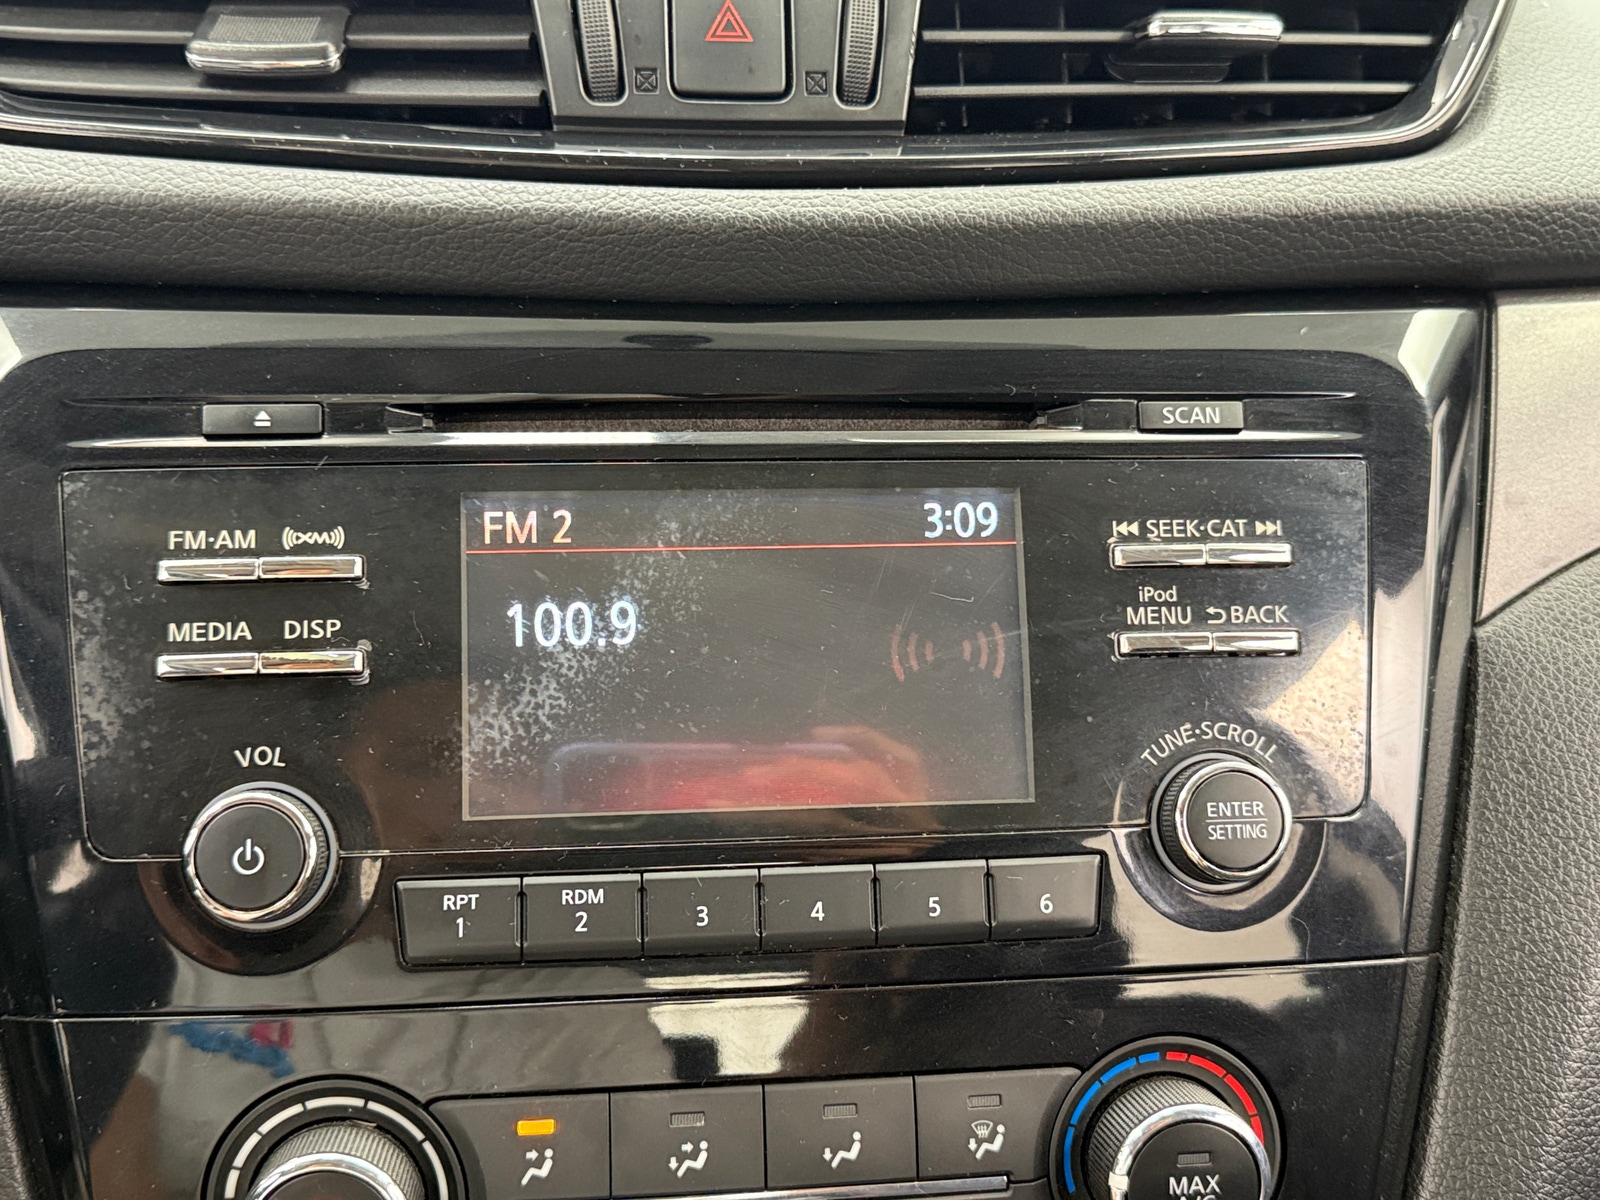 SCAN
FM·AM XM
FM 2 3:09
SEEK·CAT
100.9
iPod
MENU BACK
MEDIA DISP
VOL
TUNE·SCROLL
ENTER
SETTING
RPT
1
RDM
2
3
4
5
6
MAX
A/C